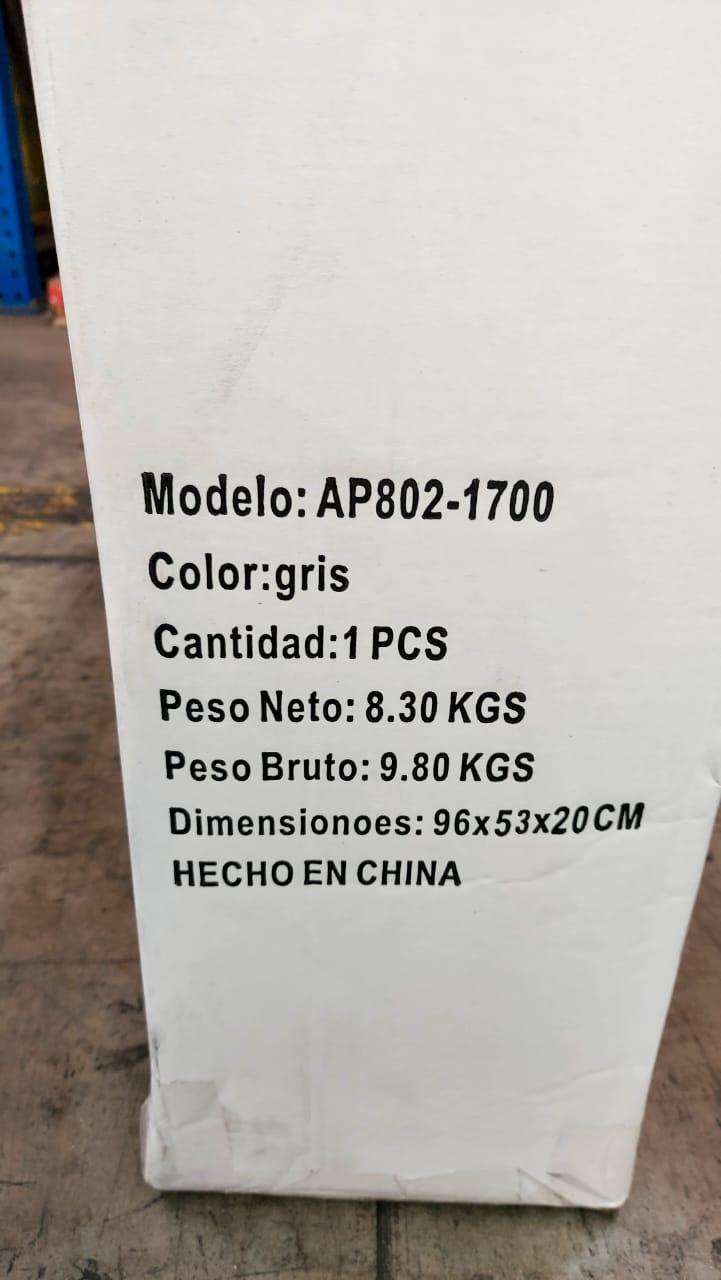 Modelo: AP802-1700
Color:gris
Cantidad:1 PCS
Peso Neto: 8.30 KGS
Peso Bruto: 9.80 KGS
Dimensionoes: 96x53x20CM
HECHO EN CHINA